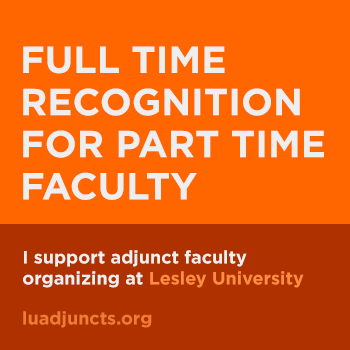 FULL TIME
RECOGNITION
FOR PART TIME
FACULTY
I support adjunct faculty
organizing at Lesley University
luadjuncts.org